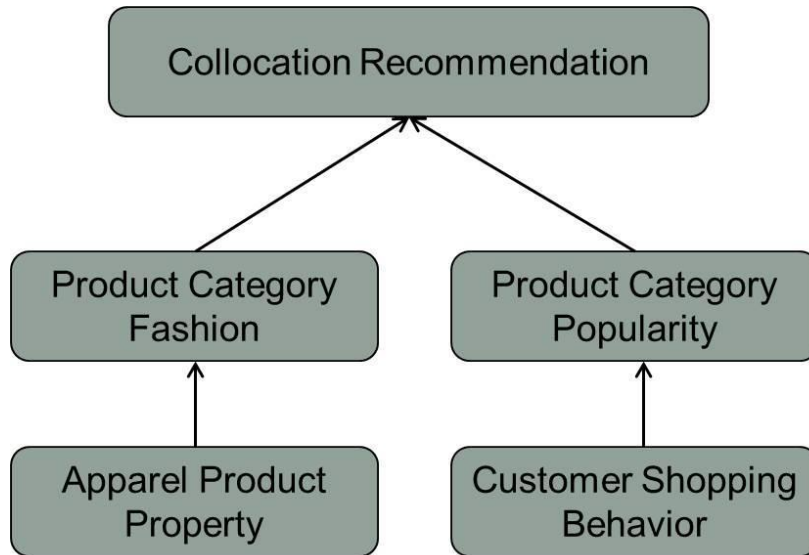 Collocation Recommendation
Product Category
Fashion
Product Category
Popularity
Apparel Product
Property
Customer Shopping
Behavior